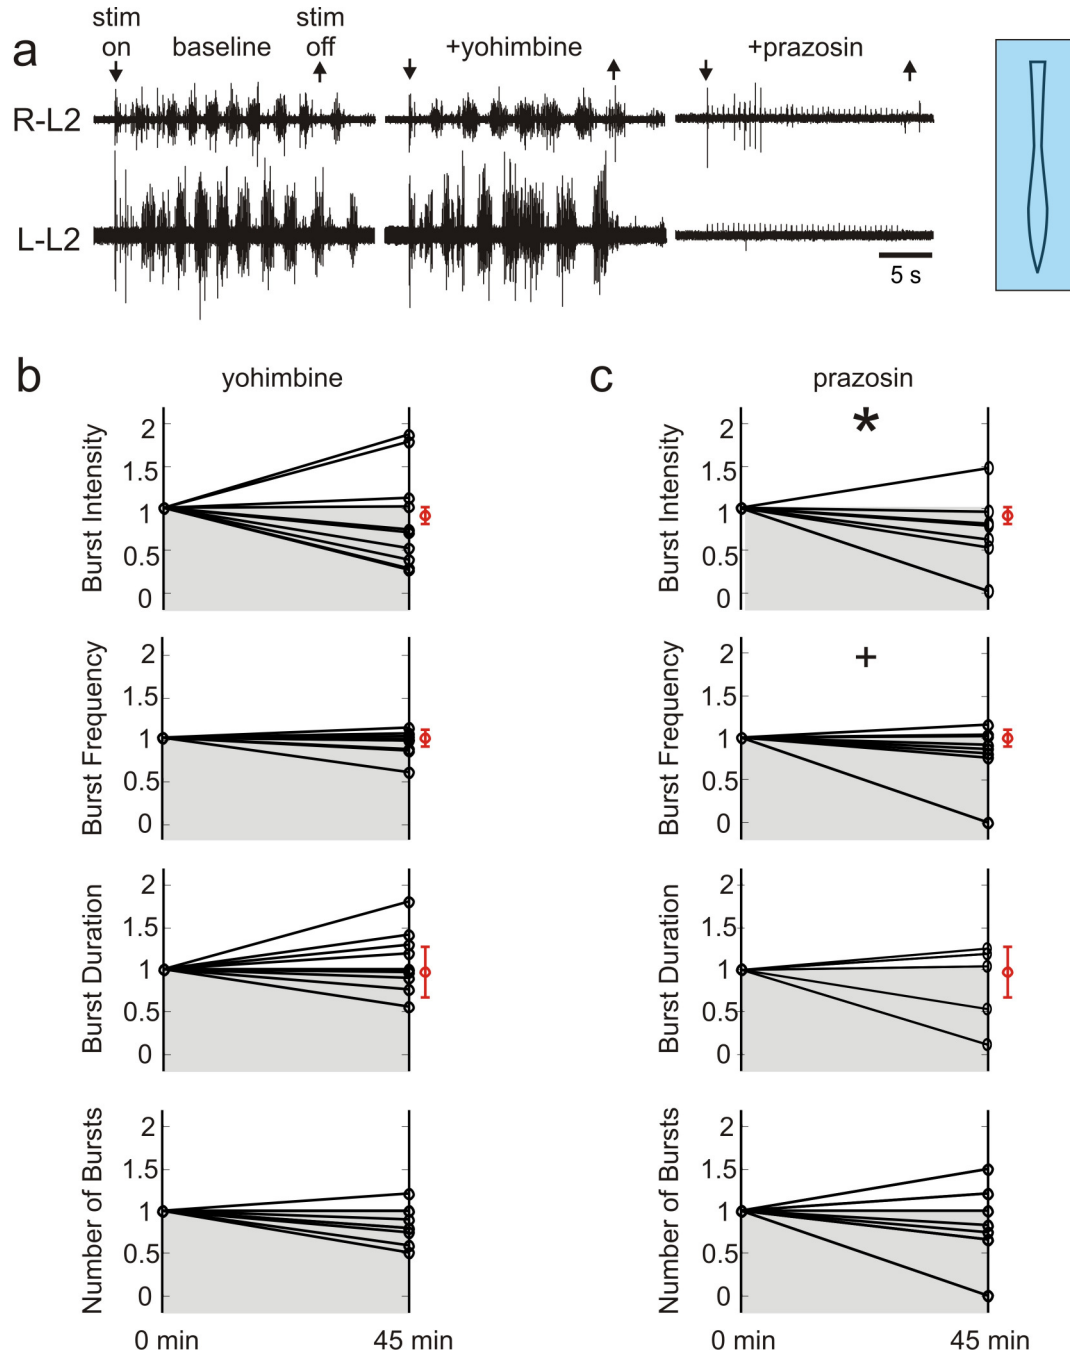 a
stim on
baseline
stim off
+yohimbine
+prazosin
R-L2
L-L2
5 s
b
yohimbine
Burst Intensity
2
1.5
1
0.5
0
Burst Frequency
2
1.5
1
0.5
0
Burst Duration
2
1.5
1
0.5
0
Number of Bursts
2
1.5
1
0.5
0
0 min
45 min
c
prazosin
*
Burst Intensity
2
1.5
1
0.5
0
+
Burst Frequency
2
1.5
1
0.5
0
Burst Duration
2
1.5
1
0.5
0
Number of Bursts
2
1.5
1
0.5
0
0 min
45 min